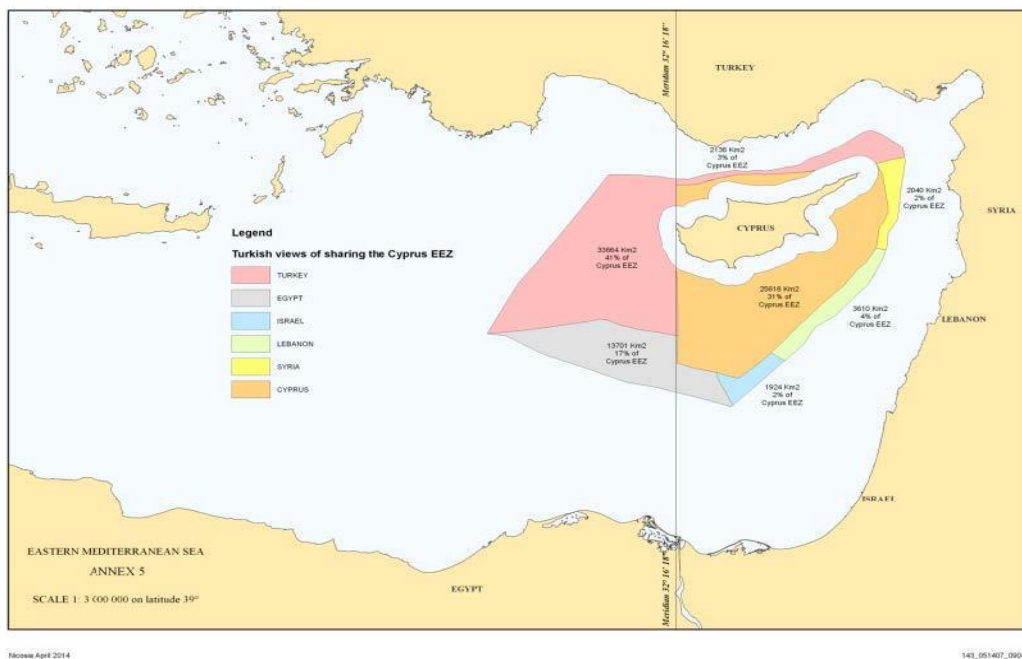 Meridian 32° 16' 18"
TURKEY
2136 Km2
3% of
Cyprus EEZ
2040 Km2
2% of
Cyprus EEZ
SYRIA
CYPRUS
Legend
Turkish views of sharing the Cyprus EEZ
TURKEY
EGYPT
ISRAEL
LEBANON
SYRIA
CYPRUS
33664 Km2
41% of
Cyprus EEZ
25618 Km2
31% of
Cyprus EEZ
3610 Km2
4% of
Cyprus EEZ
LEBANON
13701 Km2
17% of
Cyprus EEZ
1924 Km2
2% of
Cyprus EEZ
ISRAEL
EASTERN MEDITERRANEAN SEA
ANNEX 5
SCALE 1: 3 000 000 on latitude 39°
EGYPT
Meridian 32° 16' 18"
Nicosia April 2014